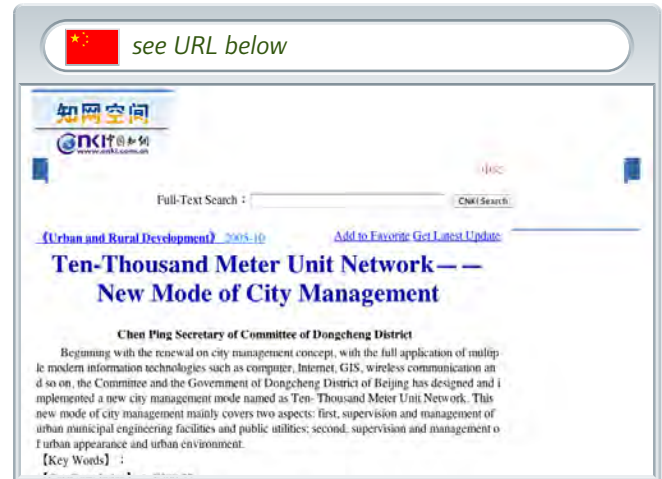 see URL below
知网空间
CNKI中国知网
www.cnki.com.cn
Full-Text Search：
CNKI Search
《Urban and Rural Development》 2005-10
Add to Favorite Get Latest Update
Ten-Thousand Meter Unit Network——
New Mode of City Management
Chen Ping Secretary of Committee of Dongcheng District
Beginning with the renewal on city management concept, with the full application of multip
le modern information technologies such as computer, Internet, GIS, wireless communication an
d so on, the Committee and the Government of Dongcheng District of Beijing has designed and i
mplemented a new city management mode named as Ten- Thousand Meter Unit Network. This
new mode of city management mainly covers two aspects: first, supervision and management of
urban municipal engineering facilities and public utilities; second, supervision and management o
f urban appearance and urban environment.
【Key Words】：